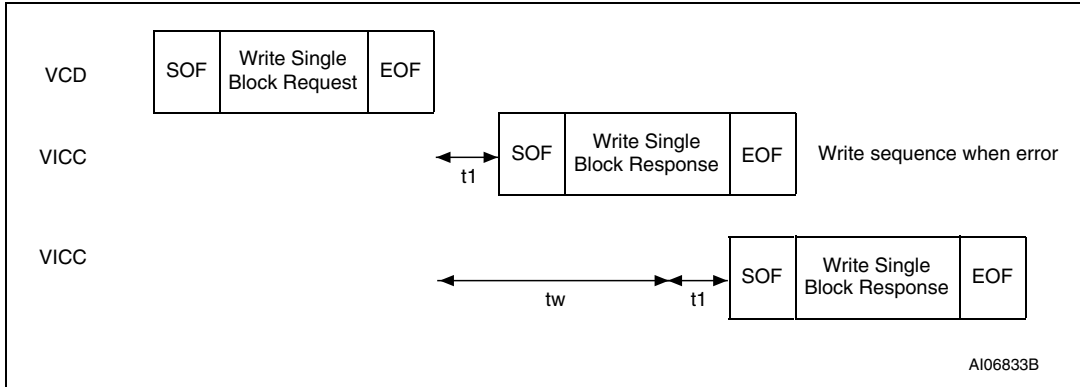 VCD
SOF
Write Single
Block Request
EOF
VICC
t1
SOF
Write Single
Block Response
EOF
Write sequence when error
VICC
tw
t1
SOF
Write Single
Block Response
EOF
AI06833B